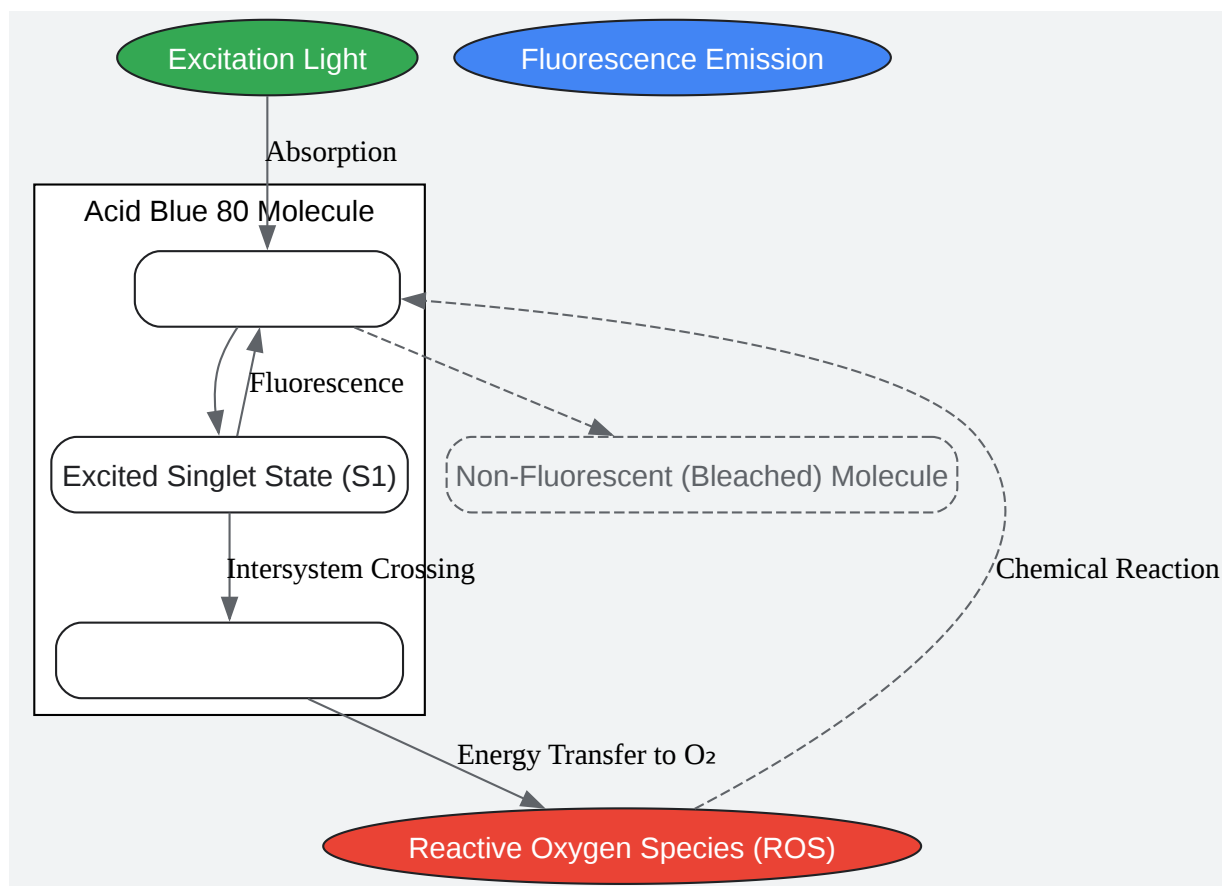 Excitation Light
Fluorescence Emission
Absorption
Acid Blue 80 Molecule
Fluorescence
Excited Singlet State (S1)
Non-Fluorescent (Bleached) Molecule
Intersystem Crossing
Chemical Reaction
Energy Transfer to O₂
Reactive Oxygen Species (ROS)